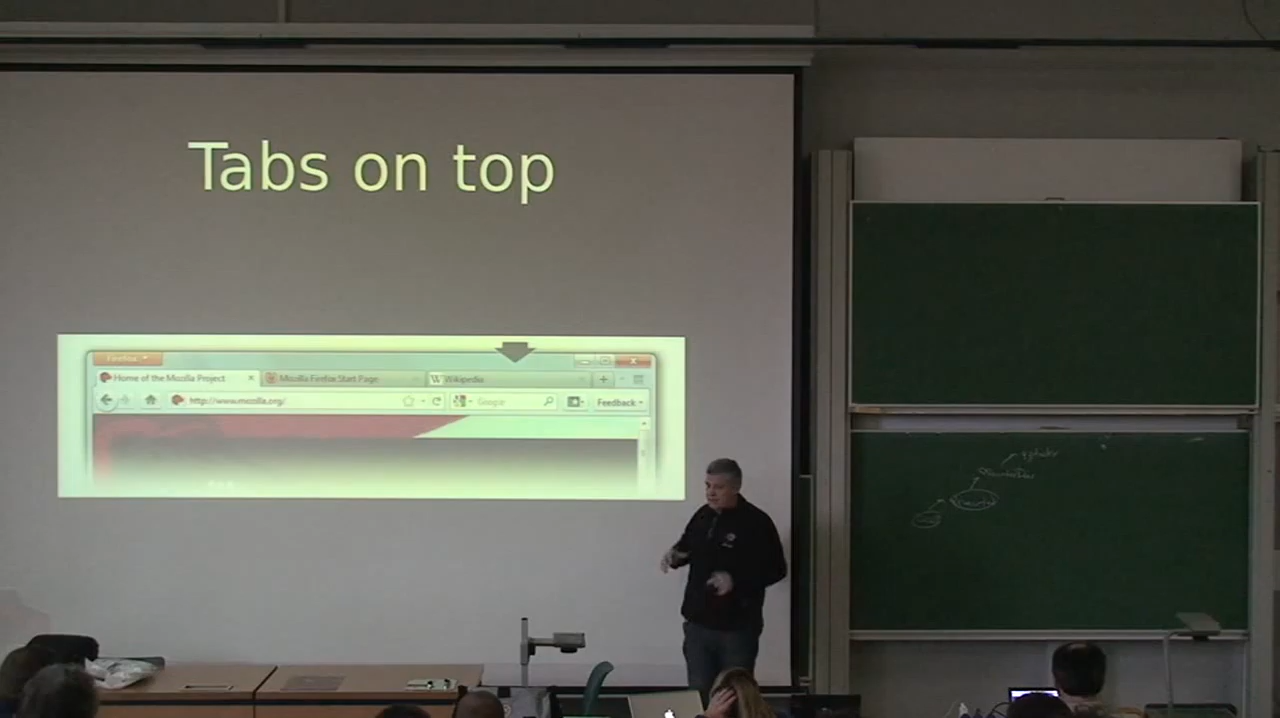 Tabs on top
Firefox
Home of the Mozilla Project
Mozilla Firefox Start Page
Wikipedia
http://www.mozilla.org/
Google
Feedback